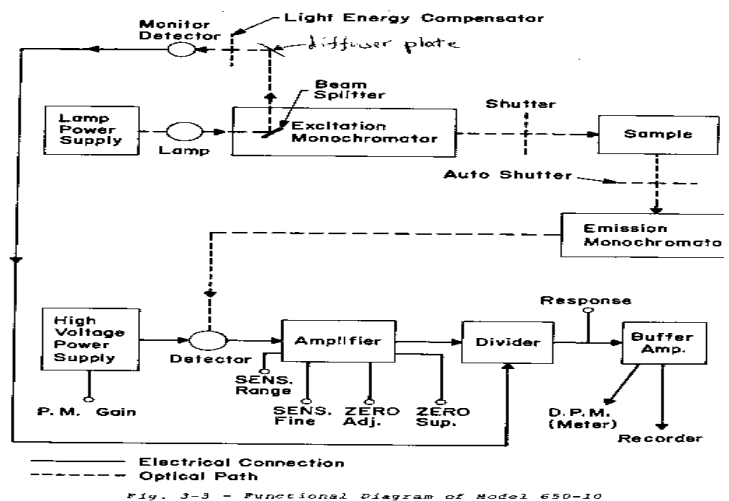 Light Energy Compensator
Monitor
Detector
diffuser plate
Beam
Splitter
Shutter
Lamp
Power
Supply
Lamp
Excitation
Monochromator
Sample
Auto Shutter
Emission
Monochromato
Response
High
Voltage
Power
Supply
Detector
Amplifier
Divider
Buffer
Amp.
P.M. Gain
SENS.
Range
SENS.
Fine
ZERO
Adj.
ZERO
Sup.
D.P.M.
(Meter)
Recorder
Electrical Connection
Optical Path
Fig. 3-3 - Functional Diagram of Model 650-10